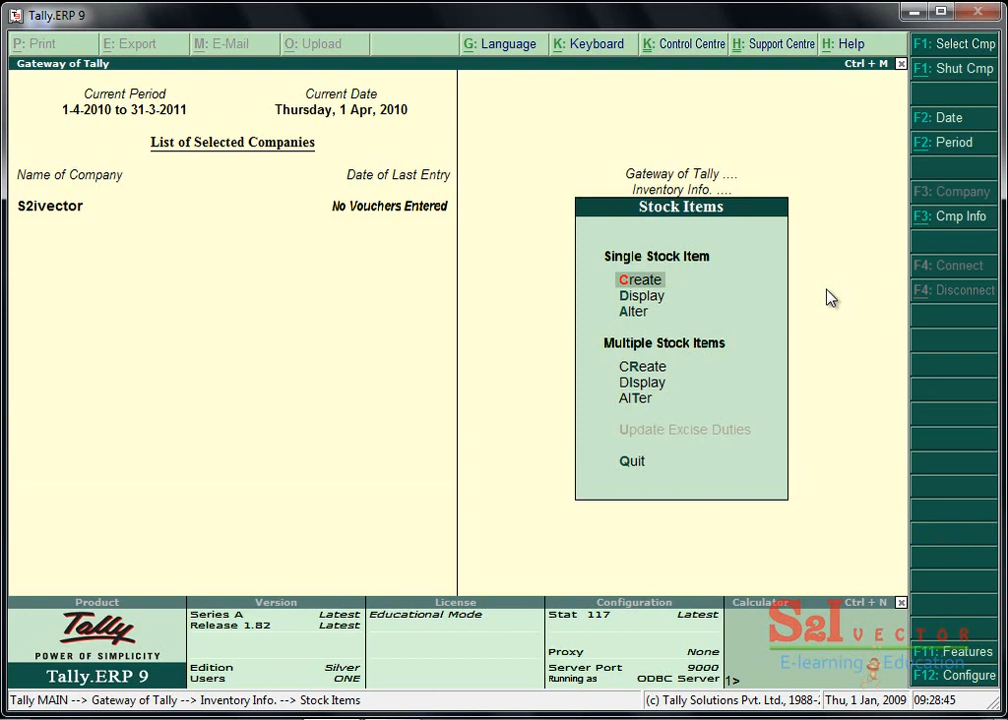 Tally.ERP 9
P: Print
E: Export
M: E-Mail
O: Upload
G: Language
K: Keyboard
K: Control Centre
H: Support Centre
H: Help
F1: Select Cmp
F1: Shut Cmp
F2: Date
F2: Period
F3: Company
F3: Cmp Info
F4: Connect
F4: Disconnect
F11: Features
F12: Configure
Gateway of Tally
Ctrl + M
Current Period
1-4-2010 to 31-3-2011
Current Date
Thursday, 1 Apr, 2010
List of Selected Companies
Name of Company
Date of Last Entry
S2ivector
No Vouchers Entered
Gateway of Tally ....
Inventory Info. ....
Stock Items
Single Stock Item
Create
Display
Alter
Multiple Stock Items
CReate
DIsplay
AlTer
Update Excise Duties
Quit
Product
Tally
POWER OF SIMPLICITY
Tally.ERP 9
Version
Series A Latest
Release 1.82 Latest
Edition Silver
Users ONE
License
Educational Mode
Configuration
Stat 117 Latest
Proxy None
Server Port 9000
Running as ODBC Server
Calculator
Ctrl + N
1>
S2I VECTOR
E-learning Education
Tally MAIN --> Gateway of Tally --> Inventory Info. --> Stock Items
(c) Tally Solutions Pvt. Ltd., 1988-2
Thu, 1 Jan, 2009
09:28:45